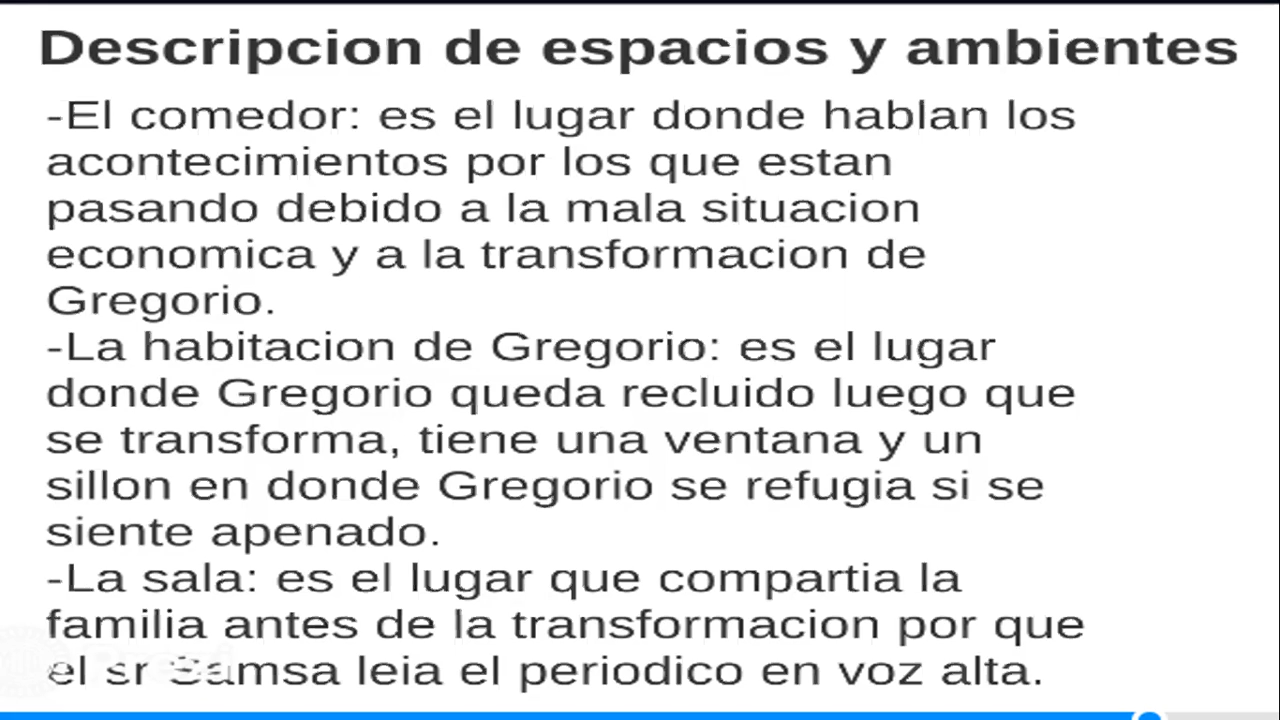 Descripcion de espacios y ambientes
-El comedor: es el lugar donde hablan los
acontecimientos por los que estan
pasando debido a la mala situacion
economica y a la transformacion de
Gregorio.
-La habitacion de Gregorio: es el lugar
donde Gregorio queda recluido luego que
se transforma, tiene una ventana y un
sillon en donde Gregorio se refugia si se
siente apenado.
-La sala: es el lugar que compartia la
familia antes de la transformacion por que
el sr Samsa leia el periodico en voz alta.